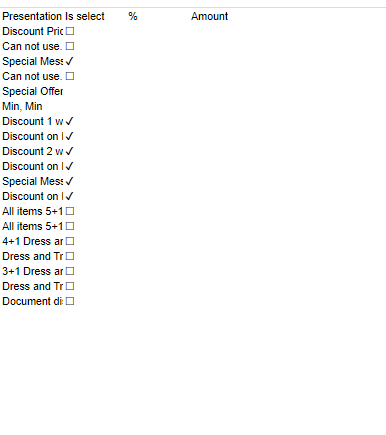 Presentation Is select % Amount
Discount Pric ☐
Can not use. ☐
Special Mess ✓
Can not use. ☐
Special Offer
Min, Min
Discount 1 w ✓
Discount on ✓
Discount 2 w ✓
Discount on ✓
Special Mess ✓
Discount on ✓
All items 5+1 ☐
All items 5+1 ☐
4+1 Dress ar ☐
Dress and Tr ☐
3+1 Dress ar ☐
Dress and Tr ☐
Document di ☐